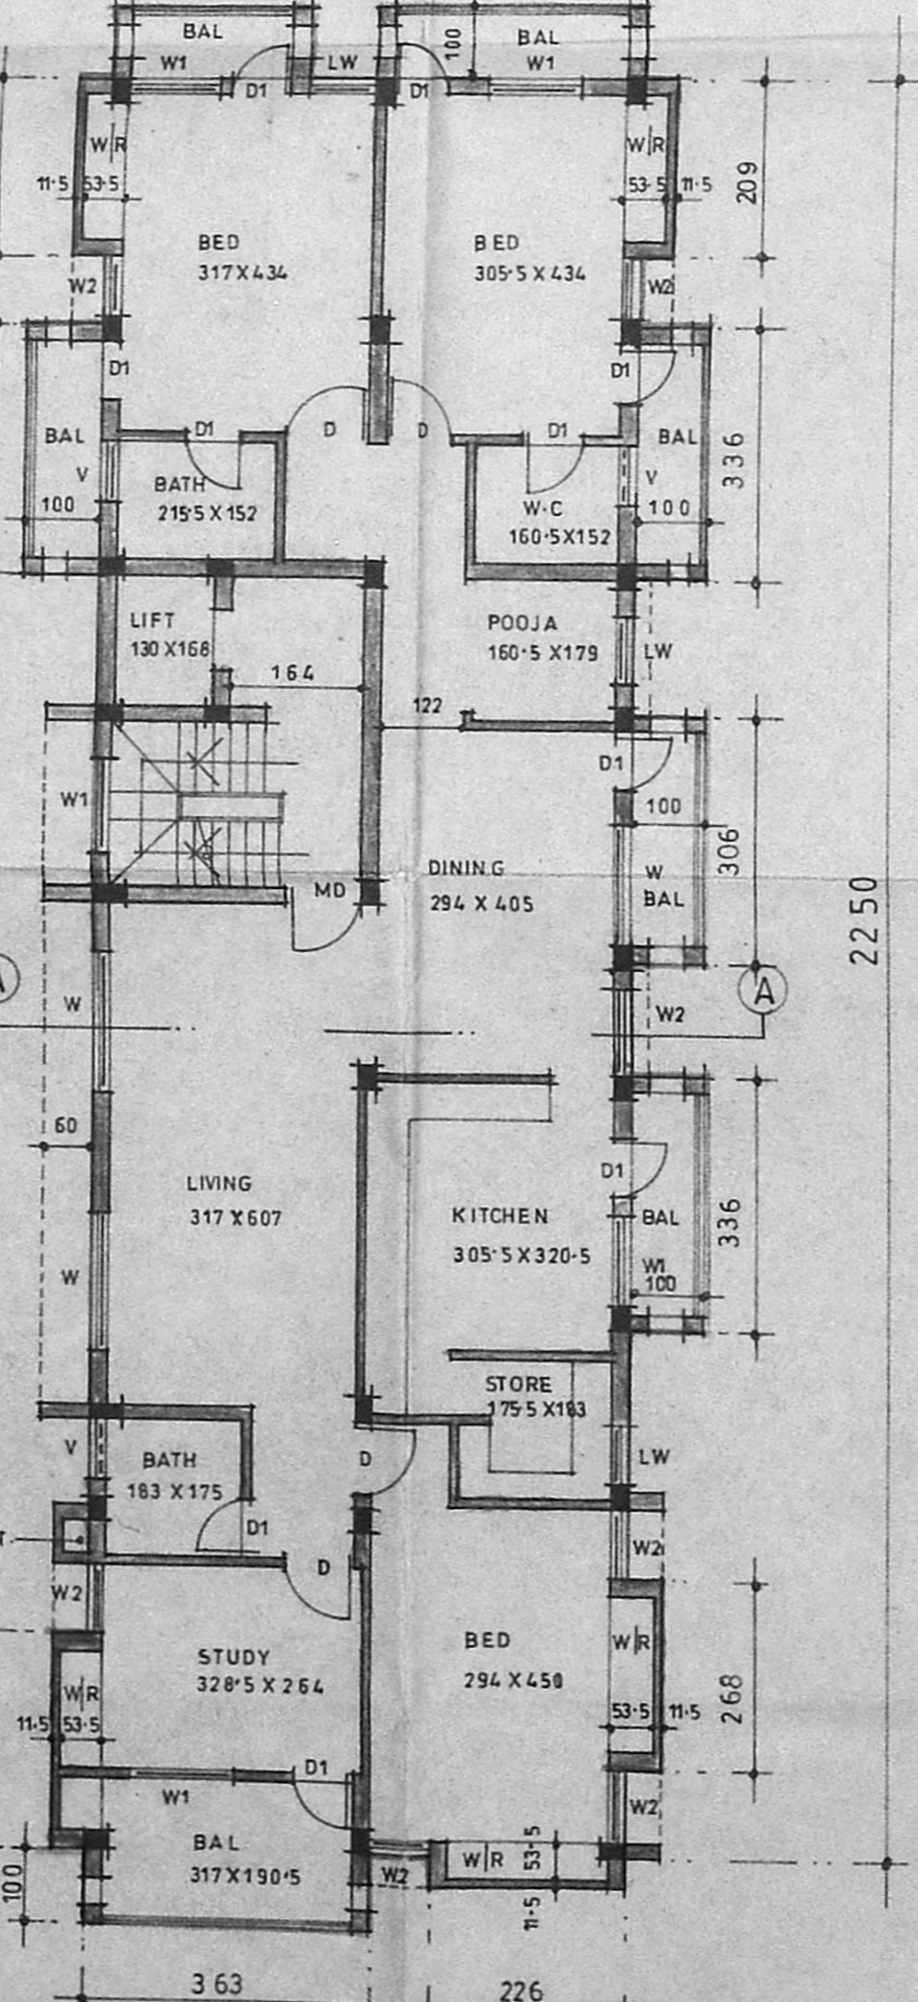 BAL
BAL
100
W1
LW
W1
D1
D1
W|R
W|R
11·5
53·5
53·5
11·5
209
BED
317 X 434
BED
305·5 X 434
W2
W2
D1
D1
BAL
D1
D
D
D1
BAL
336
V
V
BATH
215·5 X 152
W·C
160·5X152
100
100
LIFT
130 X168
POOJA
160·5 X179
LW
164
122
D1
W1
100
306
MD
DINING
294 X 405
W
BAL
2250
W
W2
A
60
D1
LIVING
317 X 607
KITCHEN
305·5 X 320·5
BAL
336
W
W1
100
STORE
175·5 X183
V
BATH
183 X 175
D
LW
D1
D
W2
W2
STUDY
328·5 X 264
BED
294 X 450
W|R
W|R
11·5
53·5
53·5
11·5
268
D1
W1
W2
BAL
317X190·5
W2
W|R
53·5
11·5
100
363
226